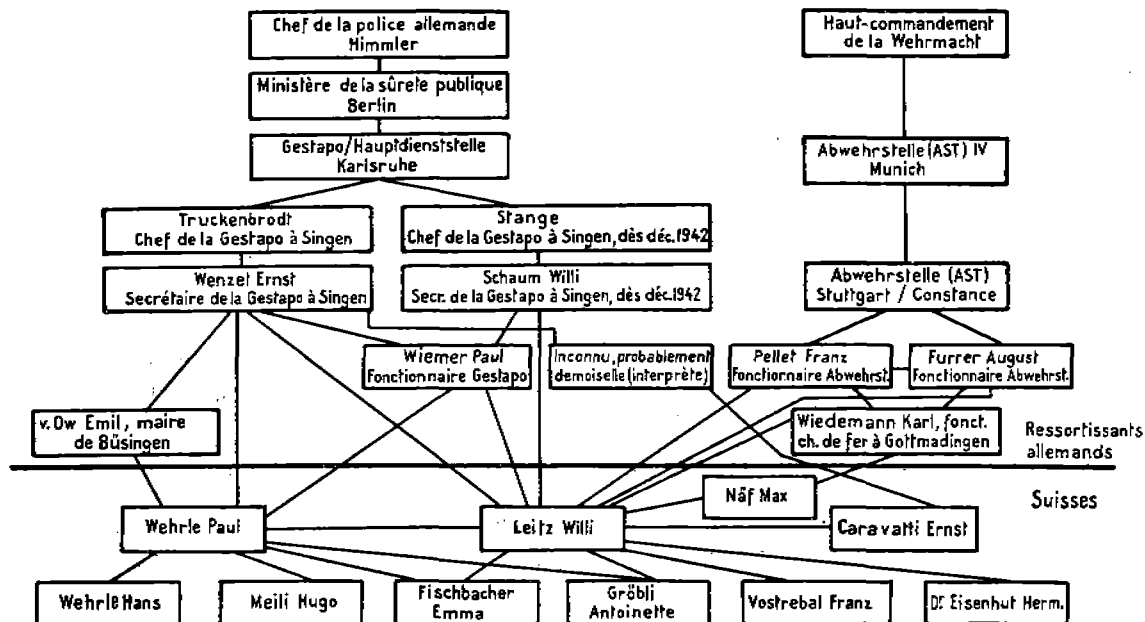 Chef de la police allemande
Himmler
Haut-commandement
de la Wehrmacht
Ministère de la sûrete publique
Berlin
Gestapo/Hauptdienststelle
Karlsruhe
Abwehrstelle (AST) IV
Munich
Truckenbrodt
Chef de la Gestapo à Singen
Stange
Chef de la Gestapo à Singen, dès déc.1942
Wenzel Ernst
Secrétaire de la Gestapo à Singen
Schaum Willi
Secr. de la Gestapo à Singen, dès déc.1942
Abwehrstelle (AST)
Stuttgart / Constance
Wiemer Paul
Fonctionnaire Gestapo
Inconnu, probablement
demoiselle (interprète)
Pellet Franz
Fonctionnaire Abwehrst.
Furrer August
Fonctionnaire Abwehrst.
v. Ow Emil, maire
de Büsingen
Wiedemann Karl, fonct.
ch. de fer à Gottmadingen
Ressortissants
allemands
Suisses
Näf Max
Wehrle Paul
Leitz Willi
Caravatti Ernst
Wehrle Hans
Meili Hugo
Fischbacher
Emma
Gröbli
Antoinette
Vostrebal Franz
Dr Eisenhut Herm.